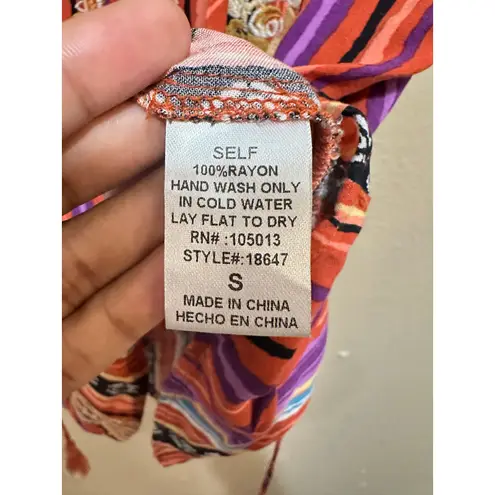 SELF
100%RAYON
HAND WASH ONLY
IN COLD WATER
LAY FLAT TO DRY
RN# :105013
STYLE#:18647
S
MADE IN CHINA
HECHO EN CHINA